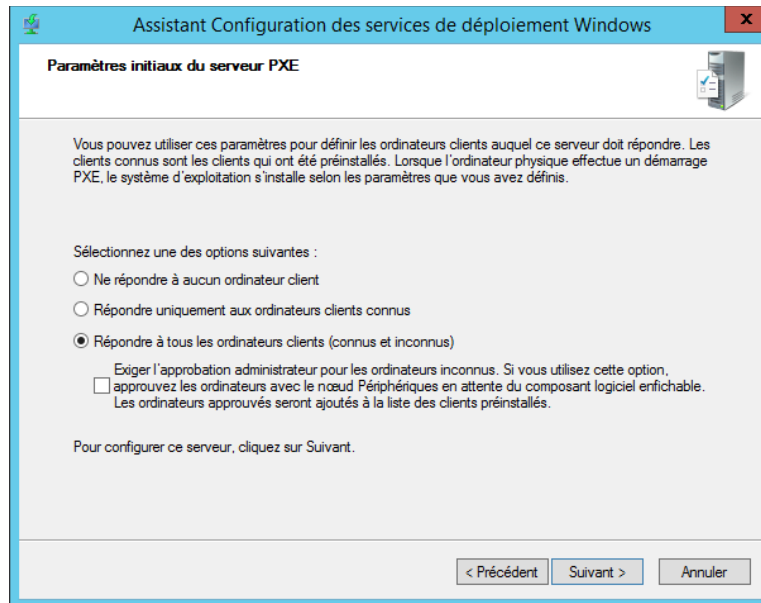 Assistant Configuration des services de déploiement Windows
x
Paramètres initiaux du serveur PXE
Vous pouvez utiliser ces paramètres pour définir les ordinateurs clients auquel ce serveur doit répondre. Les
clients connus sont les clients qui ont été préinstallés. Lorsque l'ordinateur physique effectue un démarrage
PXE, le système d'exploitation s'installe selon les paramètres que vous avez définis.
Sélectionnez une des options suivantes :
Ne répondre à aucun ordinateur client
Répondre uniquement aux ordinateurs clients connus
Répondre à tous les ordinateurs clients (connus et inconnus)
Exiger l'approbation administrateur pour les ordinateurs inconnus. Si vous utilisez cette option,
approuvez les ordinateurs avec le nœud Périphériques en attente du composant logiciel enfichable.
Les ordinateurs approuvés seront ajoutés à la liste des clients préinstallés.
Pour configurer ce serveur, cliquez sur Suivant.
< Précédent Suivant > Annuler